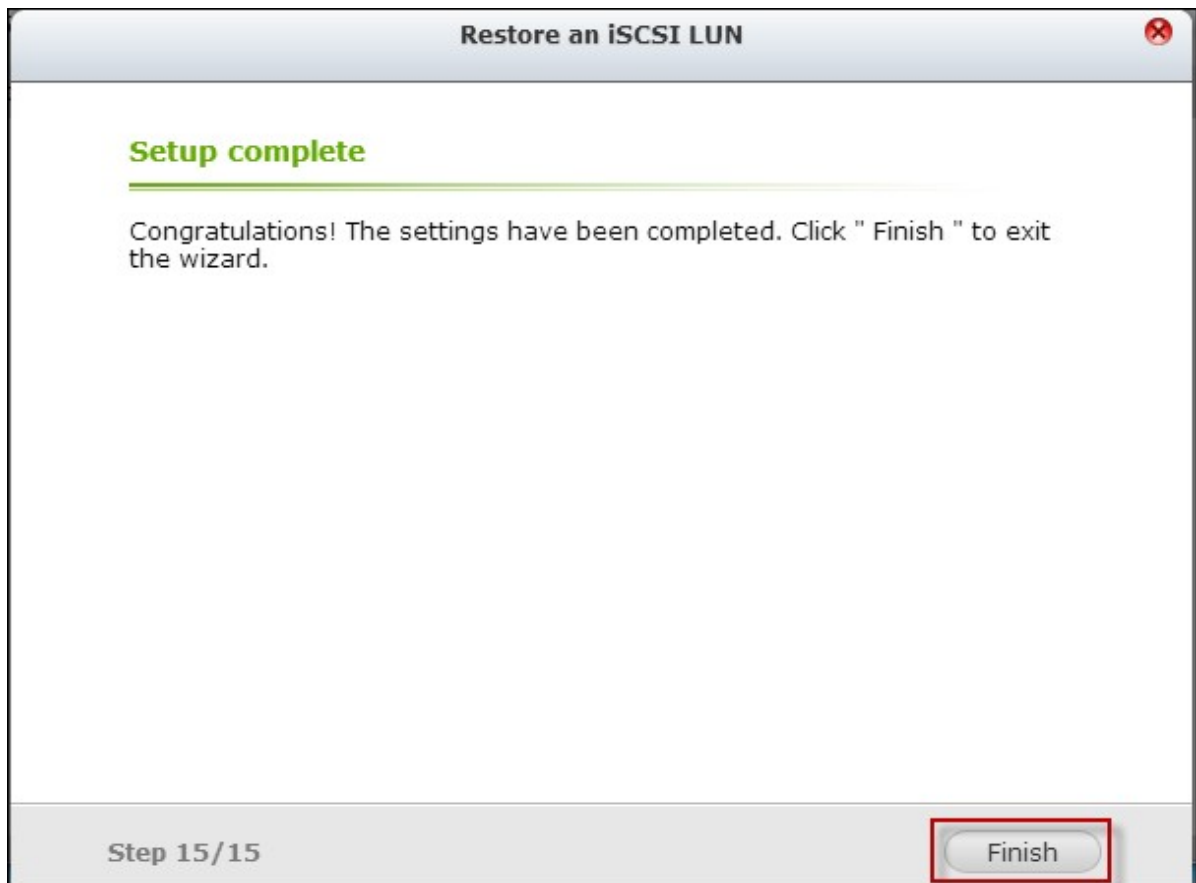 Restore an iSCSI LUN
Setup complete
Congratulations! The settings have been completed. Click " Finish " to exit
the wizard.
Step 15/15
Finish